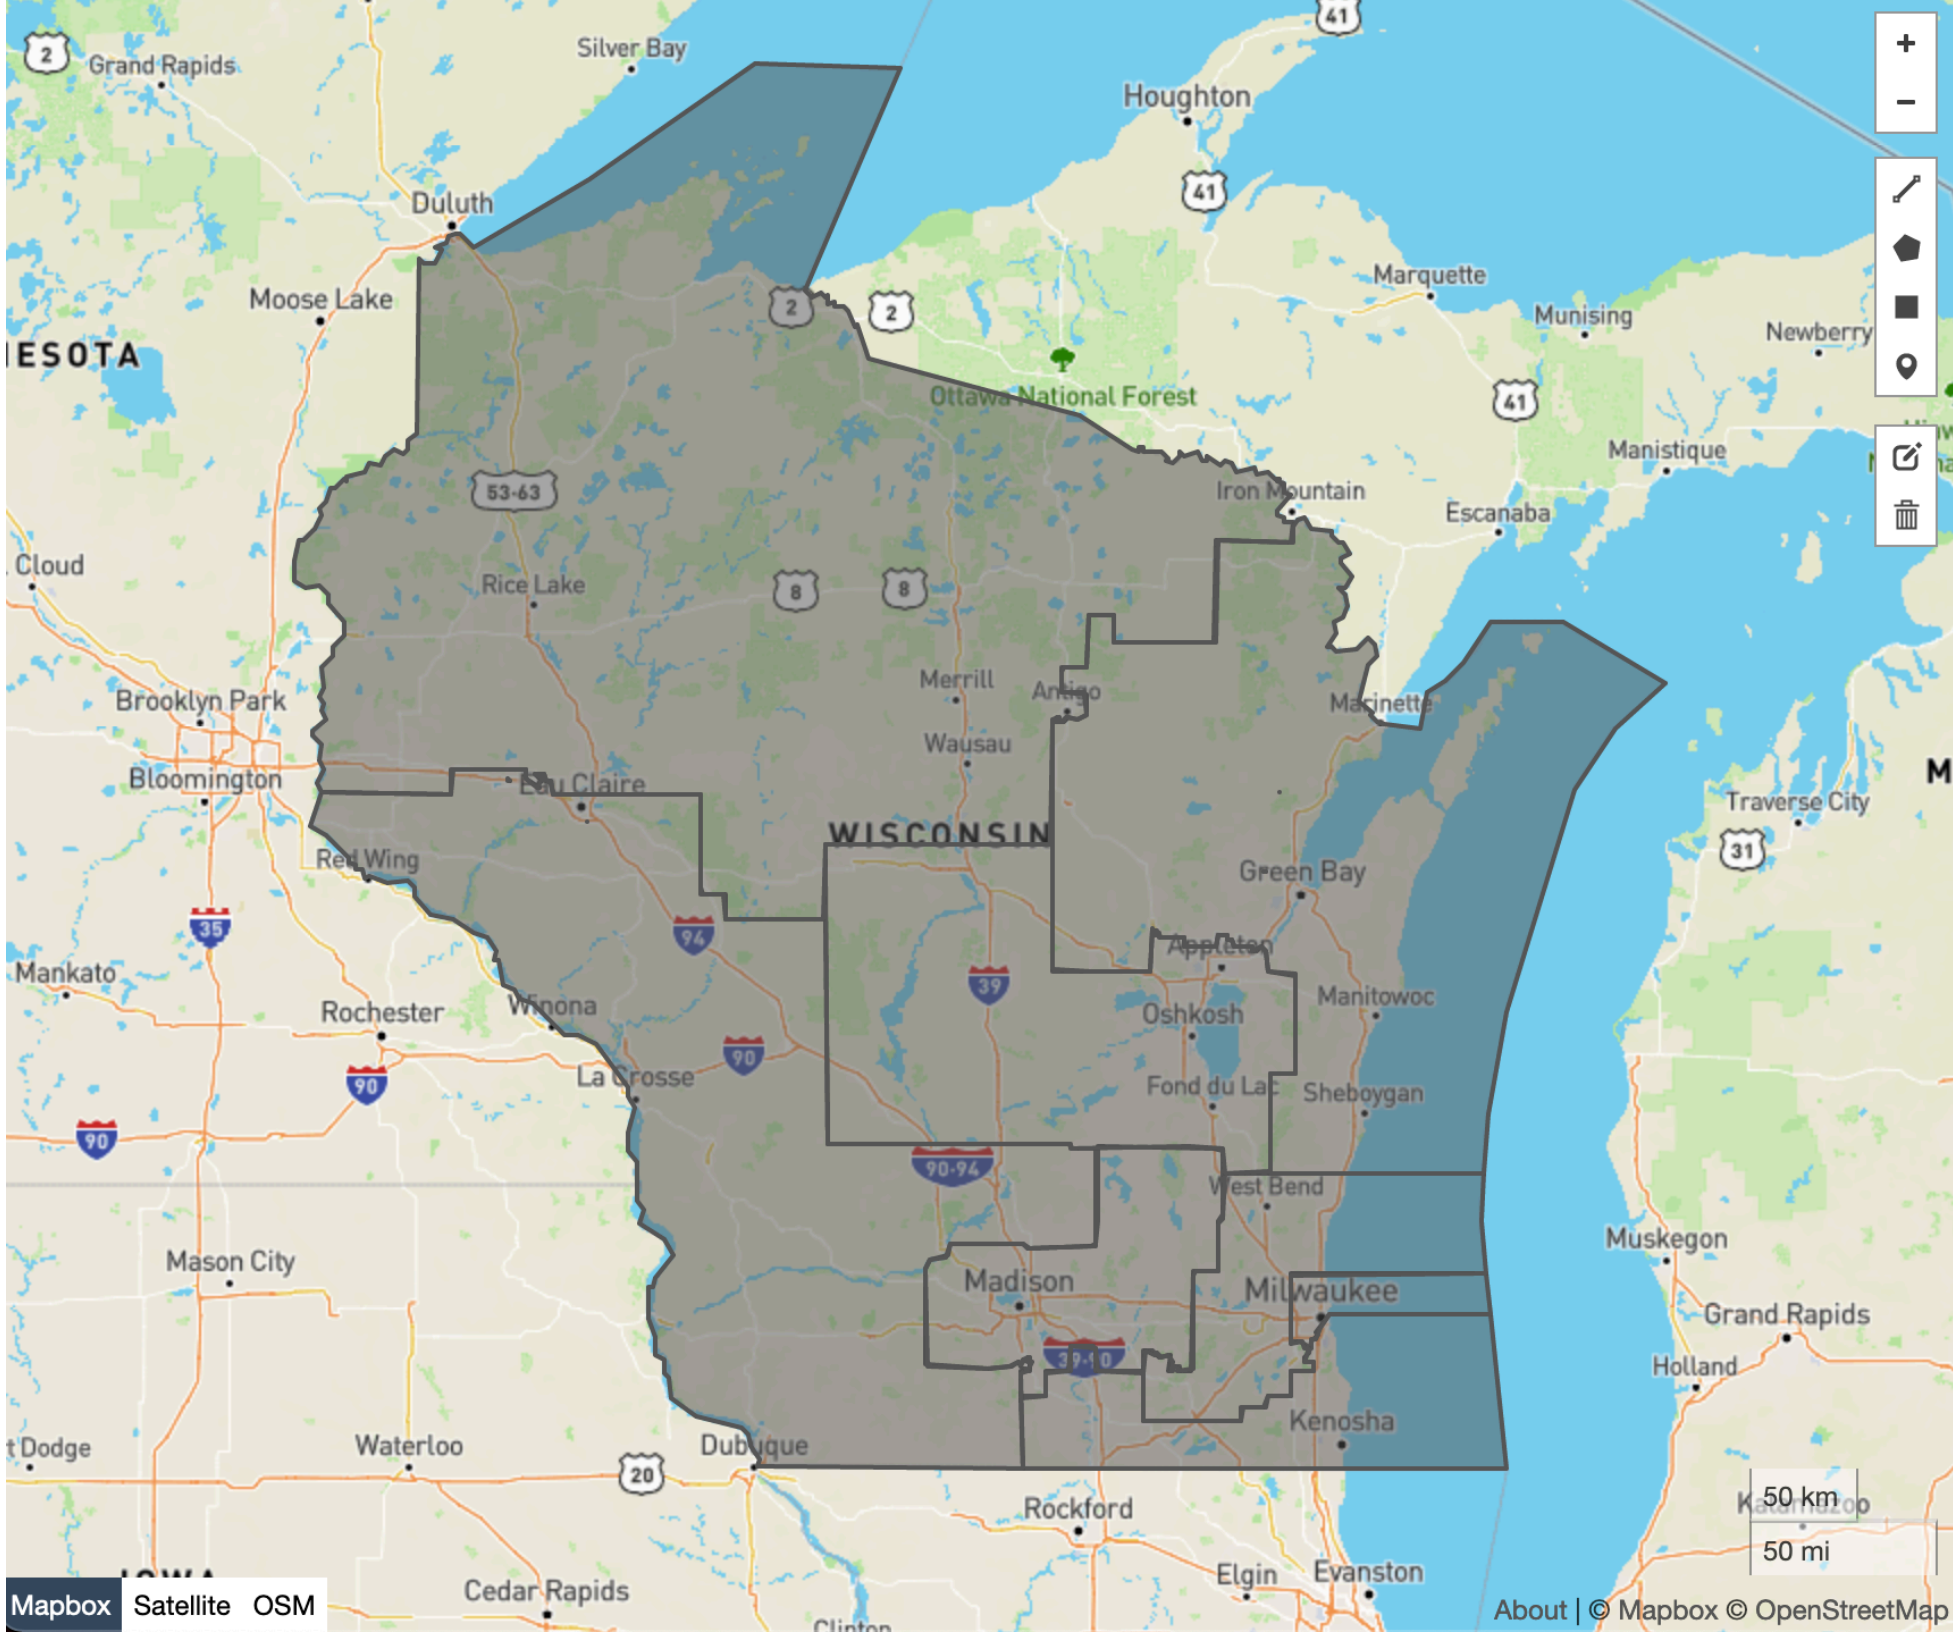 41
+
2
Silver Bay
Grand Rapids
Houghton
−
Duluth
41
Marquette
Moose Lake
2
2
Munising
Newberry
IESOTA
Ottawa National Forest
41
Manistique
53-63
Iron Mountain
Escanaba
Cloud
8
8
Rice Lake
Merrill
Antigo
Brooklyn Park
Marinette
Wausau
Bloomington
Eau Claire
M
Traverse City
WISCONSIN
31
Red Wing
Green Bay
35
94
Appleton
Mankato
39
Manitowoc
Rochester
Winona
Oshkosh
90
La Crosse
90
Fond du Lac
Sheboygan
90
90-94
West Bend
Muskegon
Mason City
Madison
Milwaukee
Grand Rapids
39-90
Holland
Kenosha
t Dodge
Waterloo
Dubuque
20
50 km
Kalamazoo
Rockford
50 mi
IOWA
Elgin
Evanston
Cedar Rapids
Mapbox Satellite OSM
About | © Mapbox © OpenStreetMap
Clinton